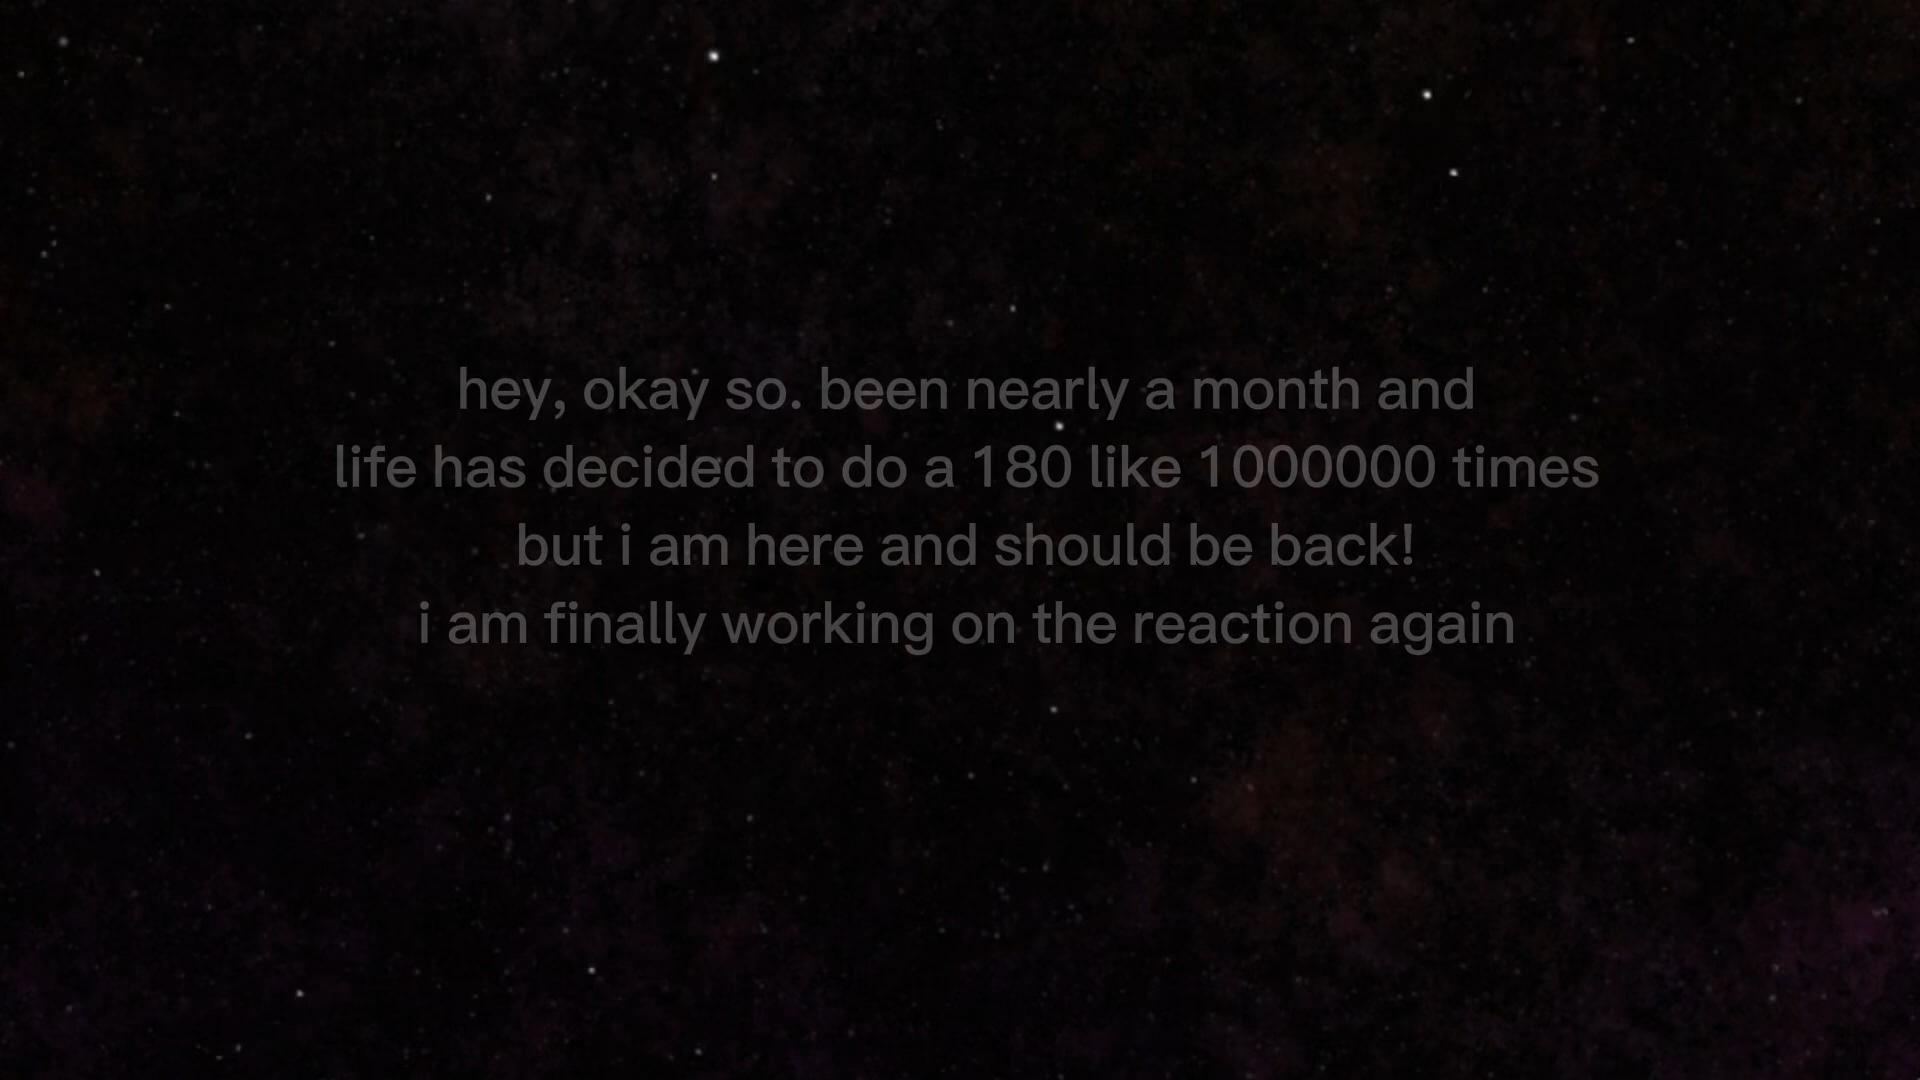 hey, okay so. been nearly a month and
life has decided to do a 180 like 1000000 times
but i am here and should be back!
i am finally working on the reaction again